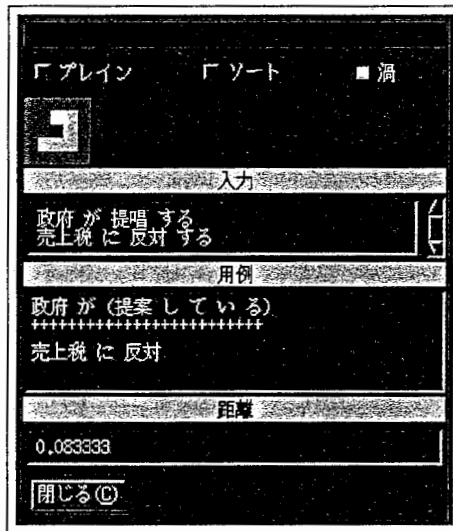 プレイン ソート 渦
入力
政府 が 提唱 する
売上税 に 反対 する
用例
政府 が (提案 し て い る)
++++++++++++++++++++++++
売上税 に 反対
距離
0.083333
閉じる(C)